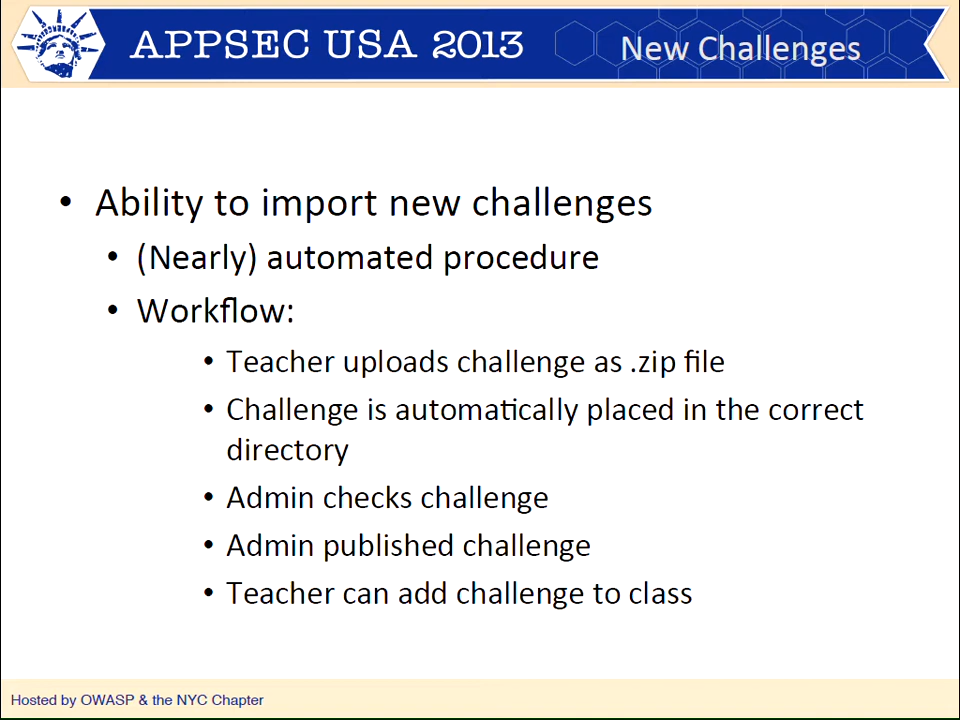 APPSEC USA 2013
New Challenges
• Ability to import new challenges
• (Nearly) automated procedure
• Workflow:
• Teacher uploads challenge as .zip file
• Challenge is automatically placed in the correct
directory
• Admin checks challenge
• Admin published challenge
• Teacher can add challenge to class
Hosted by OWASP & the NYC Chapter